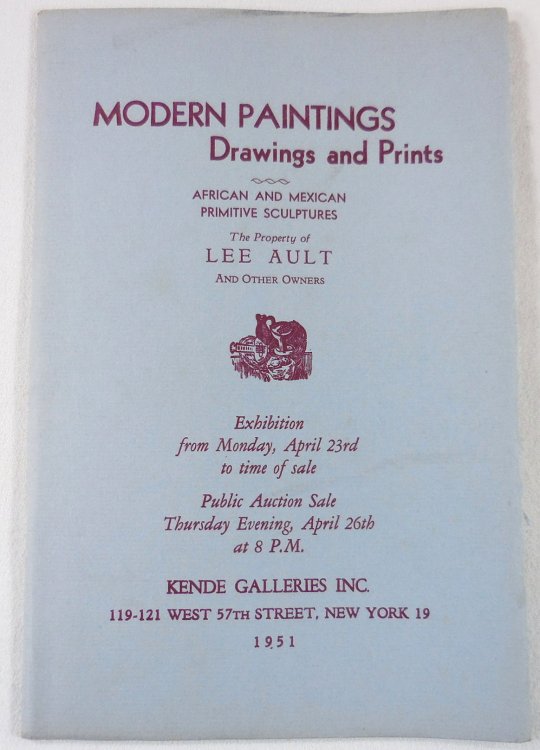 MODERN PAINTINGS
Drawings and Prints
AFRICAN AND MEXICAN
PRIMITIVE SCULPTURES
The Property of
LEE AULT
AND OTHER OWNERS
Exhibition
from Monday, April 23rd
to time of sale
Public Auction Sale
Thursday Evening, April 26th
at 8 P.M.
KENDE GALLERIES INC.
119-121 WEST 57TH STREET, NEW YORK 19
1951